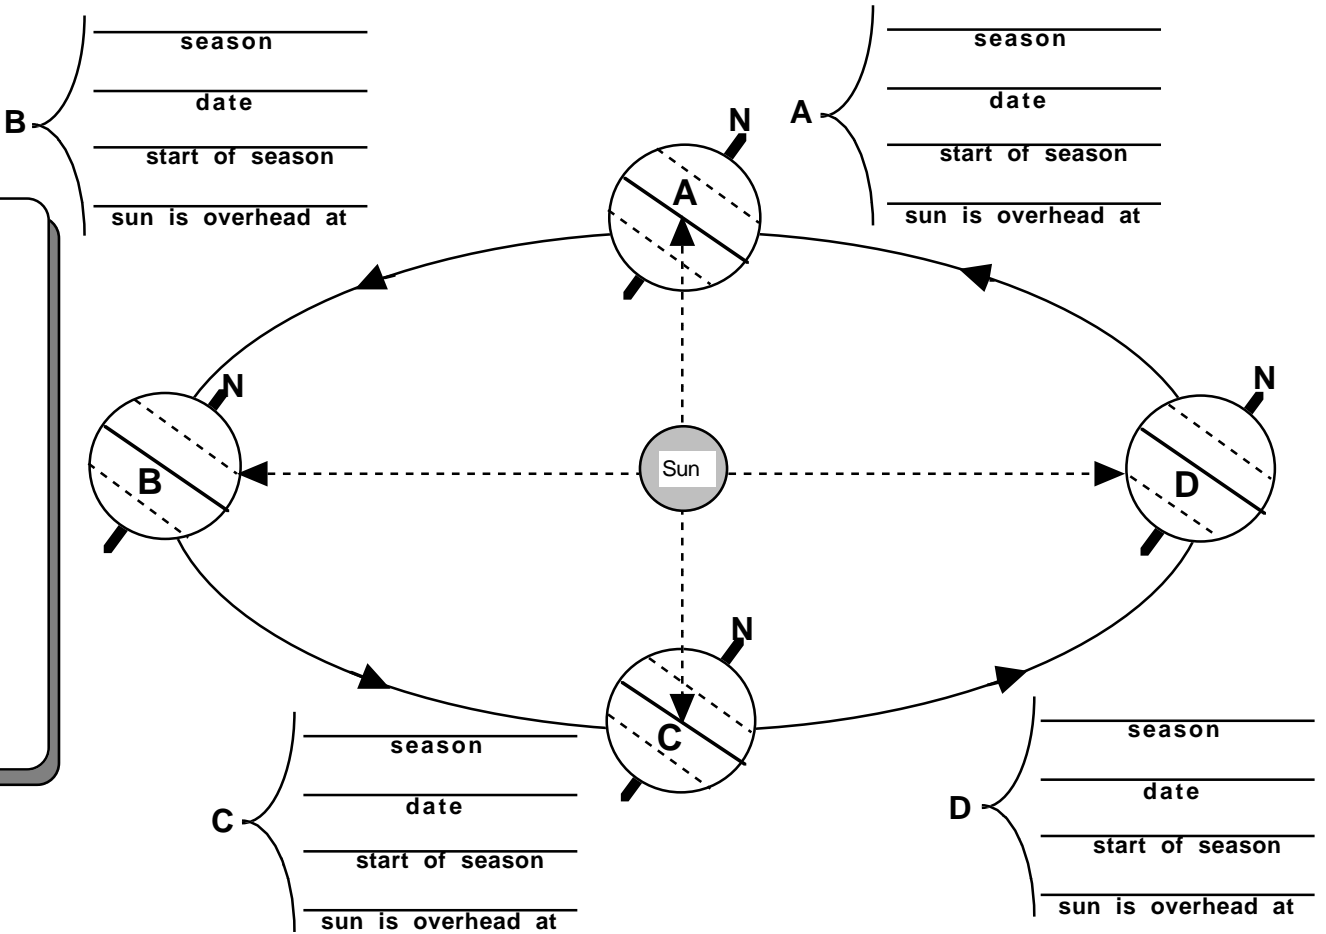 B
season
date
start of season
sun is overhead at
A
season
date
start of season
sun is overhead at
N
A
N
B
Sun
N
D
N
C
C
season
date
start of season
sun is overhead at
D
season
date
start of season
sun is overhead at